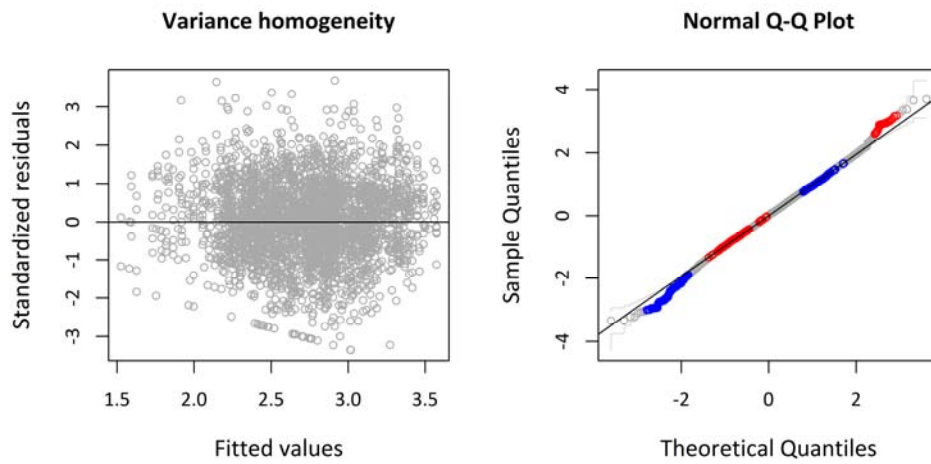 Variance homogeneity
Standardized residuals
3
2
1
0
-1
-2
-3
1.5 2.0 2.5 3.0 3.5
Fitted values
Normal Q-Q Plot
Sample Quantiles
4
2
0
-2
-4
-2 0 2
Theoretical Quantiles